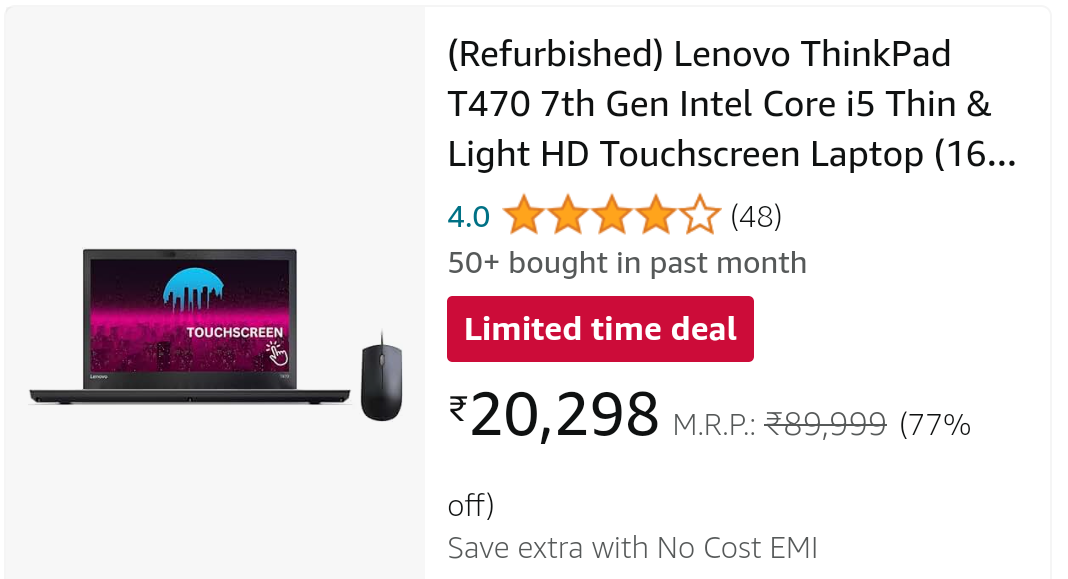 (Refurbished) Lenovo ThinkPad
T470 7th Gen Intel Core i5 Thin &
Light HD Touchscreen Laptop (16...
4.0 (48)
50+ bought in past month
Limited time deal
₹20,298 M.R.P.: ₹89,999 (77%
off)
Save extra with No Cost EMI
TOUCHSCREEN
Lenovo